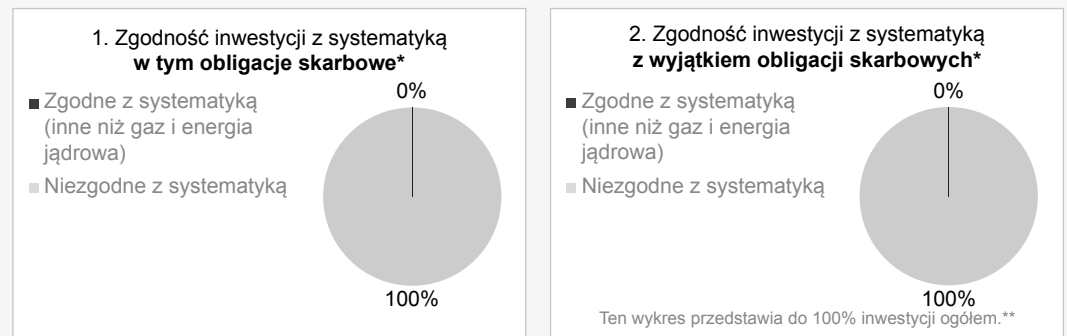 1. Zgodność inwestycji z systematyką
w tym obligacje skarbowe*
0%
Zgodne z systematyką
(inne niż gaz i energia
jądrowa)
Niezgodne z systematyką
100%
2. Zgodność inwestycji z systematyką
z wyjątkiem obligacji skarbowych*
0%
Zgodne z systematyką
(inne niż gaz i energia
jądrowa)
Niezgodne z systematyką
100%
Ten wykres przedstawia do 100% inwestycji ogółem.**